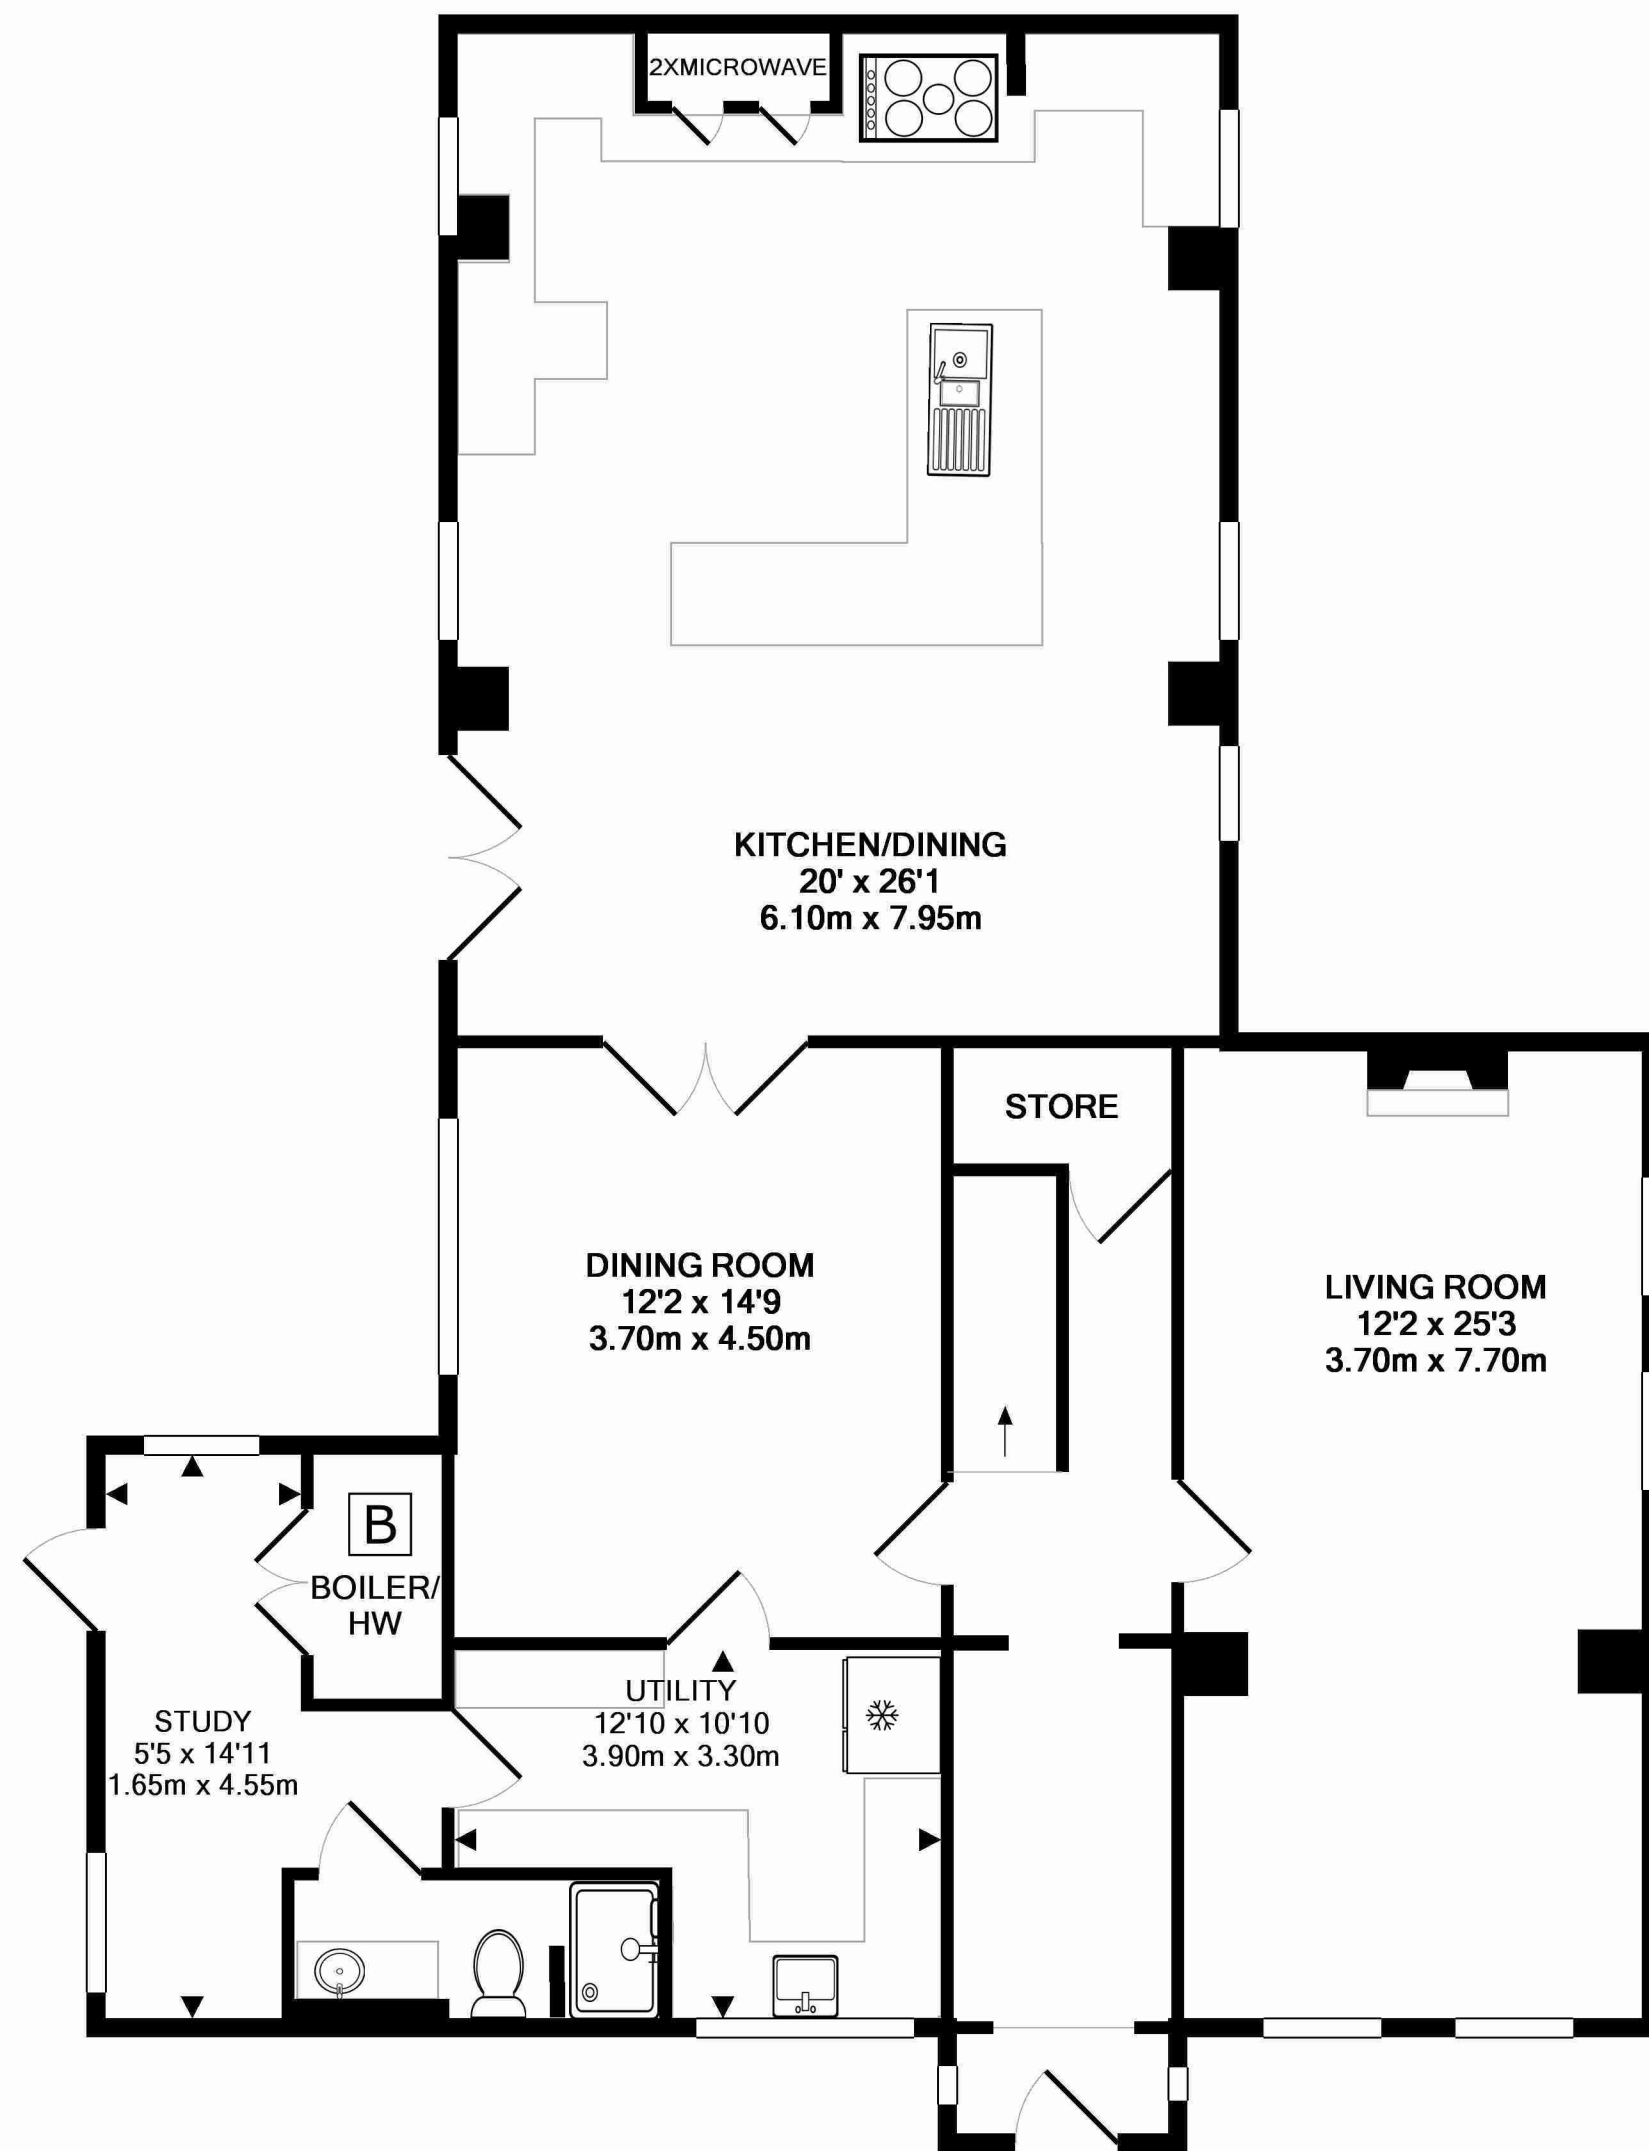 2XMICROWAVE
KITCHEN/DINING
20' x 26'1
6.10m x 7.95m
STORE
DINING ROOM
12'2 x 14'9
3.70m x 4.50m
LIVING ROOM
12'2 x 25'3
3.70m x 7.70m
B
BOILER/
HW
STUDY
5'5 x 14'11
1.65m x 4.55m
UTILITY
12'10 x 10'10
3.90m x 3.30m